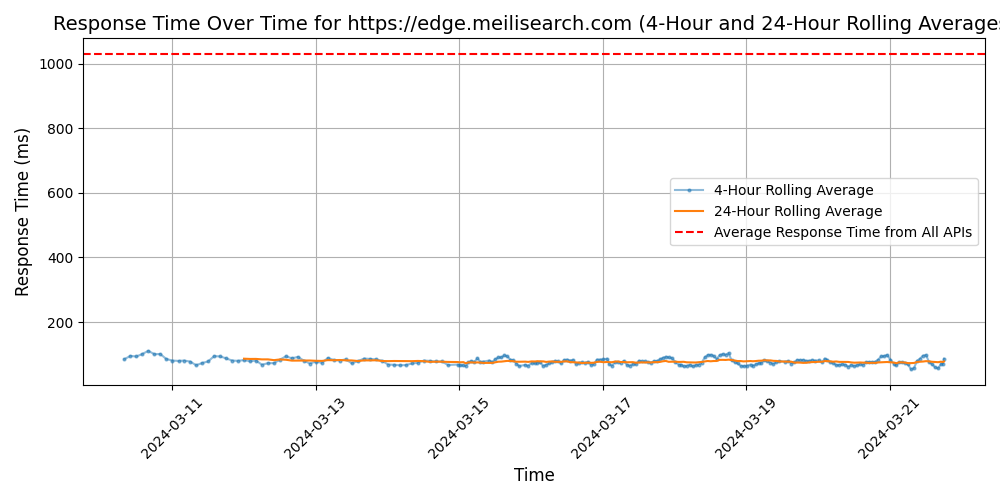 Response Time Over Time for https://edge.meilisearch.com (4-Hour and 24-Hour Rolling Averages
1000
800
600
400
200
Response Time (ms)
4-Hour Rolling Average
24-Hour Rolling Average
Average Response Time from All APIs
2024-03-11
2024-03-13
2024-03-15
2024-03-17
2024-03-19
2024-03-21
Time